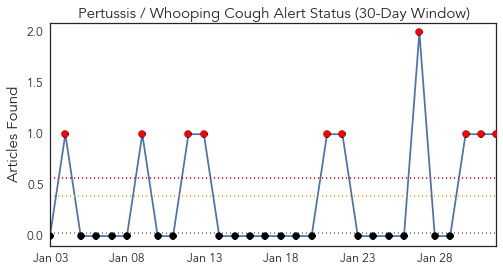 Pertussis / Whooping Cough Alert Status (30-Day Window)
Articles Found
2.0
1.5
1.0
0.5
0.0
Jan 03
Jan 08
Jan 13
Jan 18
Jan 23
Jan 28